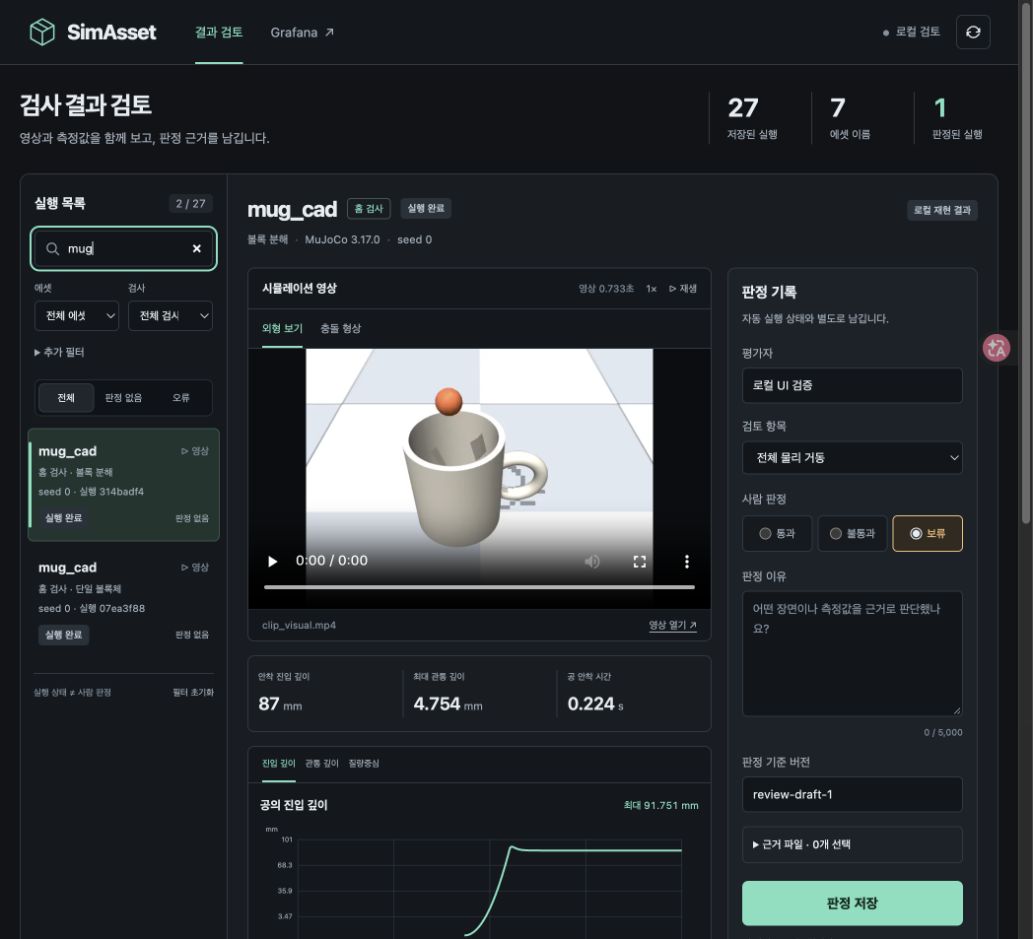 SimAsset
결과 검토
Grafana ↗
로컬 검토
검사 결과 검토
영상과 측정값을 함께 보고, 판정 근거를 남깁니다.
27
저장된 실행
7
에셋 이름
1
판정된 실행
실행 목록
2 / 27
mug
에셋
검사
전체 에셋
전체 검사
추가 필터
전체
판정 없음
오류
mug_cad
영상
홈 검사 · 볼록 분해
seed 0 · 실행 314badf4
실행 완료
판정 없음
mug_cad
영상
홈 검사 · 단일 볼록체
seed 0 · 실행 07ea3f88
실행 완료
판정 없음
실행 상태 ≠ 사람 판정
필터 초기화
mug_cad
홈 검사
실행 완료
로컬 재현 결과
볼록 분해 · MuJoCo 3.17.0 · seed 0
시뮬레이션 영상
영상 0.733초
1×
재생
외형 보기
충돌 형상
0:00 / 0:00
clip_visual.mp4
영상 열기 ↗
안착 진입 깊이
87 mm
최대 관통 깊이
4.754 mm
공 안착 시간
0.224 s
진입 깊이
관통 깊이
질량중심
공의 진입 깊이
최대 91.751 mm
mm
101
68.3
35.9
3.47
판정 기록
자동 실행 상태와 별도로 남깁니다.
평가자
로컬 UI 검증
검토 항목
전체 물리 거동
사람 판정
통과
불통과
보류
판정 이유
어떤 장면이나 측정값을 근거로 판단했나
요?
0 / 5,000
판정 기준 버전
review-draft-1
근거 파일 · 0개 선택
판정 저장